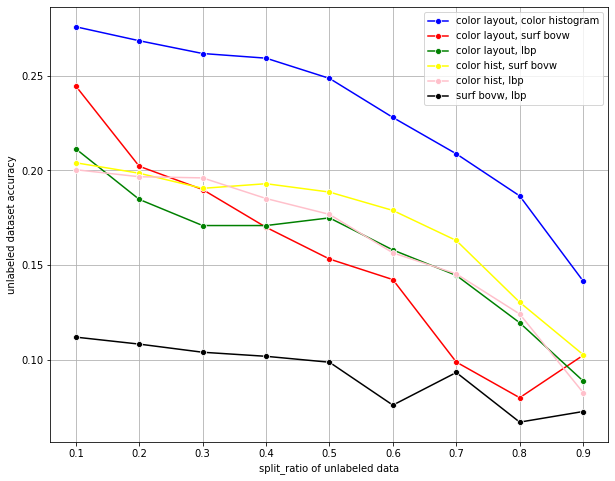 color layout, color histogram
color layout, surf bovw
color layout, lbp
color hist, surf bovw
color hist, lbp
surf bovw, lbp
unlabeled dataset accuracy
0.25
0.20
0.15
0.10
0.1 0.2 0.3 0.4 0.5 0.6 0.7 0.8 0.9
split_ratio of unlabeled data